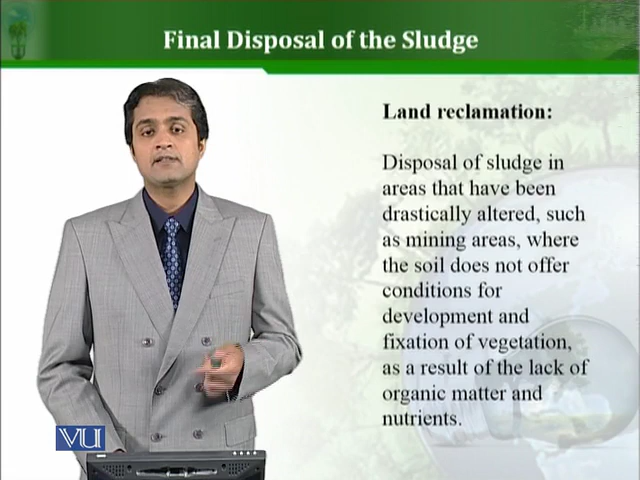 Final Disposal of the Sludge
Land reclamation:
Disposal of sludge in
areas that have been
drastically altered, such
as mining areas, where
the soil does not offer
conditions for
development and
fixation of vegetation,
as a result of the lack of
organic matter and
nutrients.
VU